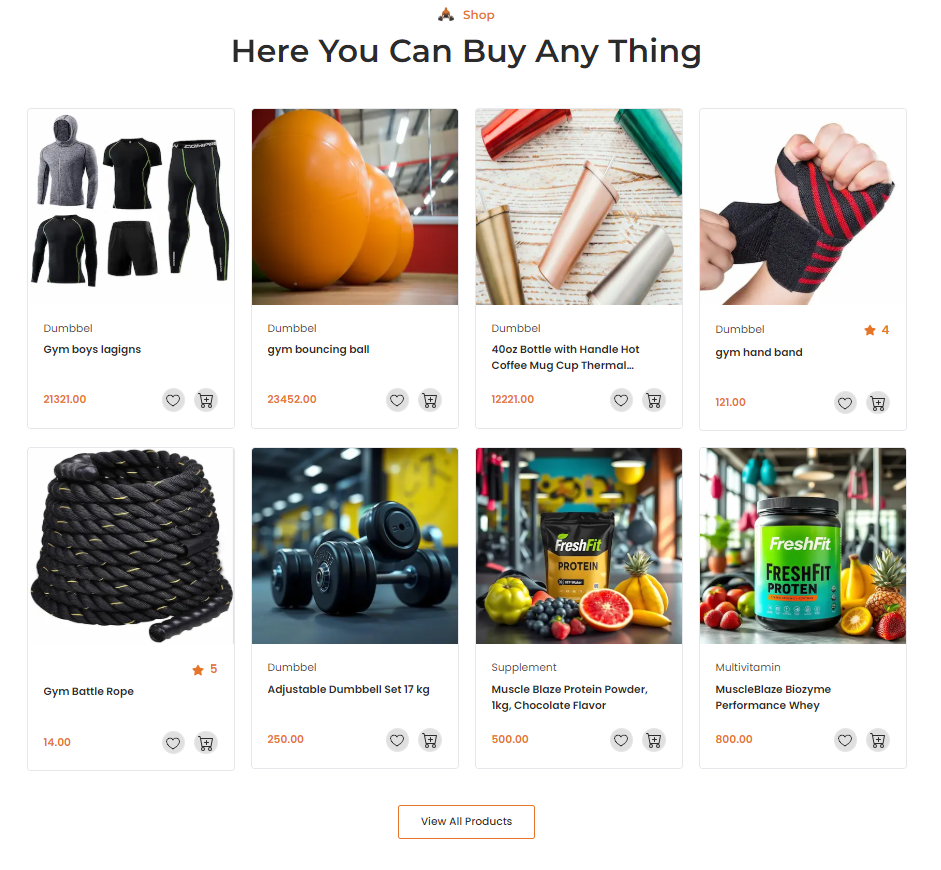 Shop
Here You Can Buy Any Thing
Dumbbel
Gym boys lagigns
21321.00
Dumbbel
gym bouncing ball
23452.00
Dumbbel
40oz Bottle with Handle Hot
Coffee Mug Cup Thermal...
12221.00
Dumbbel
4
gym hand band
121.00
5
Gym Battle Rope
14.00
Dumbbel
Adjustable Dumbbell Set 17 kg
250.00
FreshFit
PROTEIN
Supplement
Muscle Blaze Protein Powder,
1kg, Chocolate Flavor
500.00
FreshFit
FRESHFIT
PROTEN
Multivitamin
MuscleBlaze Biozyme
Performance Whey
800.00
View All Products